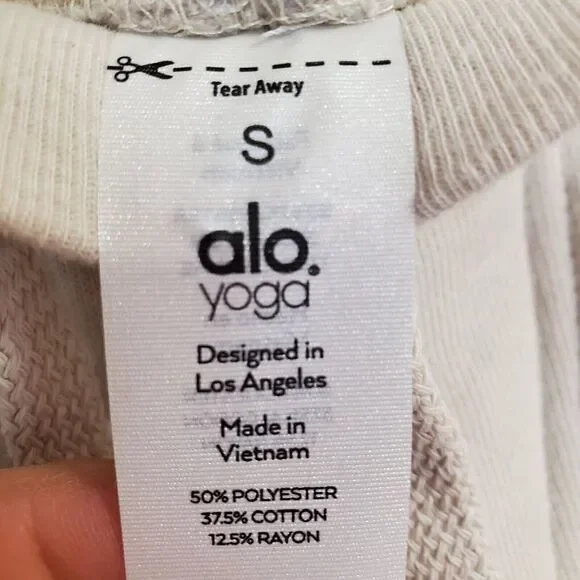 Tear Away
S
alo.
yoga
Designed in
Los Angeles
Made in
Vietnam
50% POLYESTER
37.5% COTTON
12.5% RAYON